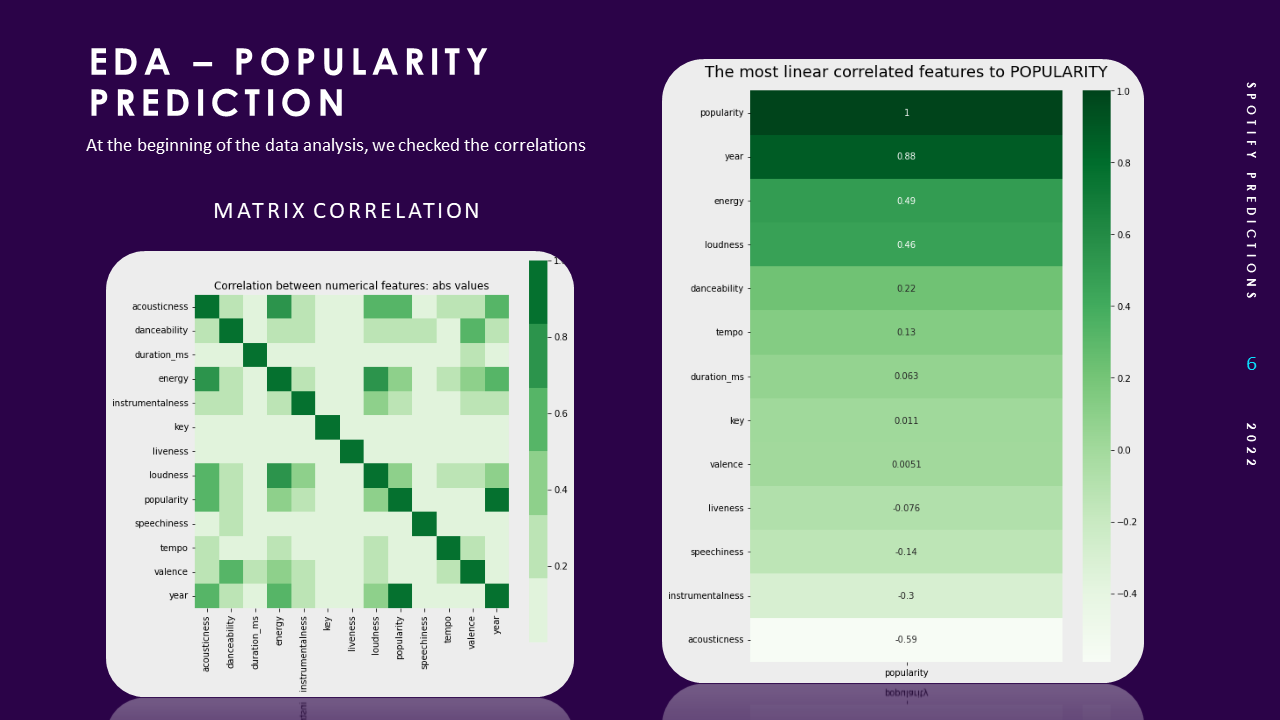 EDA – POPULARITY
PREDICTION
At the beginning of the data analysis, we checked the correlations
MATRIX CORRELATION
Correlation between numerical features: abs values
acousticness
danceability
duration_ms
energy
instrumentalness
key
liveness
loudness
popularity
speechiness
tempo
valence
year
acousticness
danceability
duration_ms
energy
instrumentalness
key
liveness
loudness
popularity
speechiness
tempo
valence
year
0.8
0.6
0.4
0.2
The most linear correlated features to POPULARITY
popularity 1
year 0.88
energy 0.49
loudness 0.46
danceability 0.22
tempo 0.13
duration_ms 0.063
key 0.011
valence 0.0051
liveness -0.076
speechiness -0.14
instrumentalness -0.3
acousticness -0.59
popularity
1.0
0.8
0.6
0.4
0.2
0.0
−0.2
−0.4
SPOTIFY PREDICTIONS
6
2022